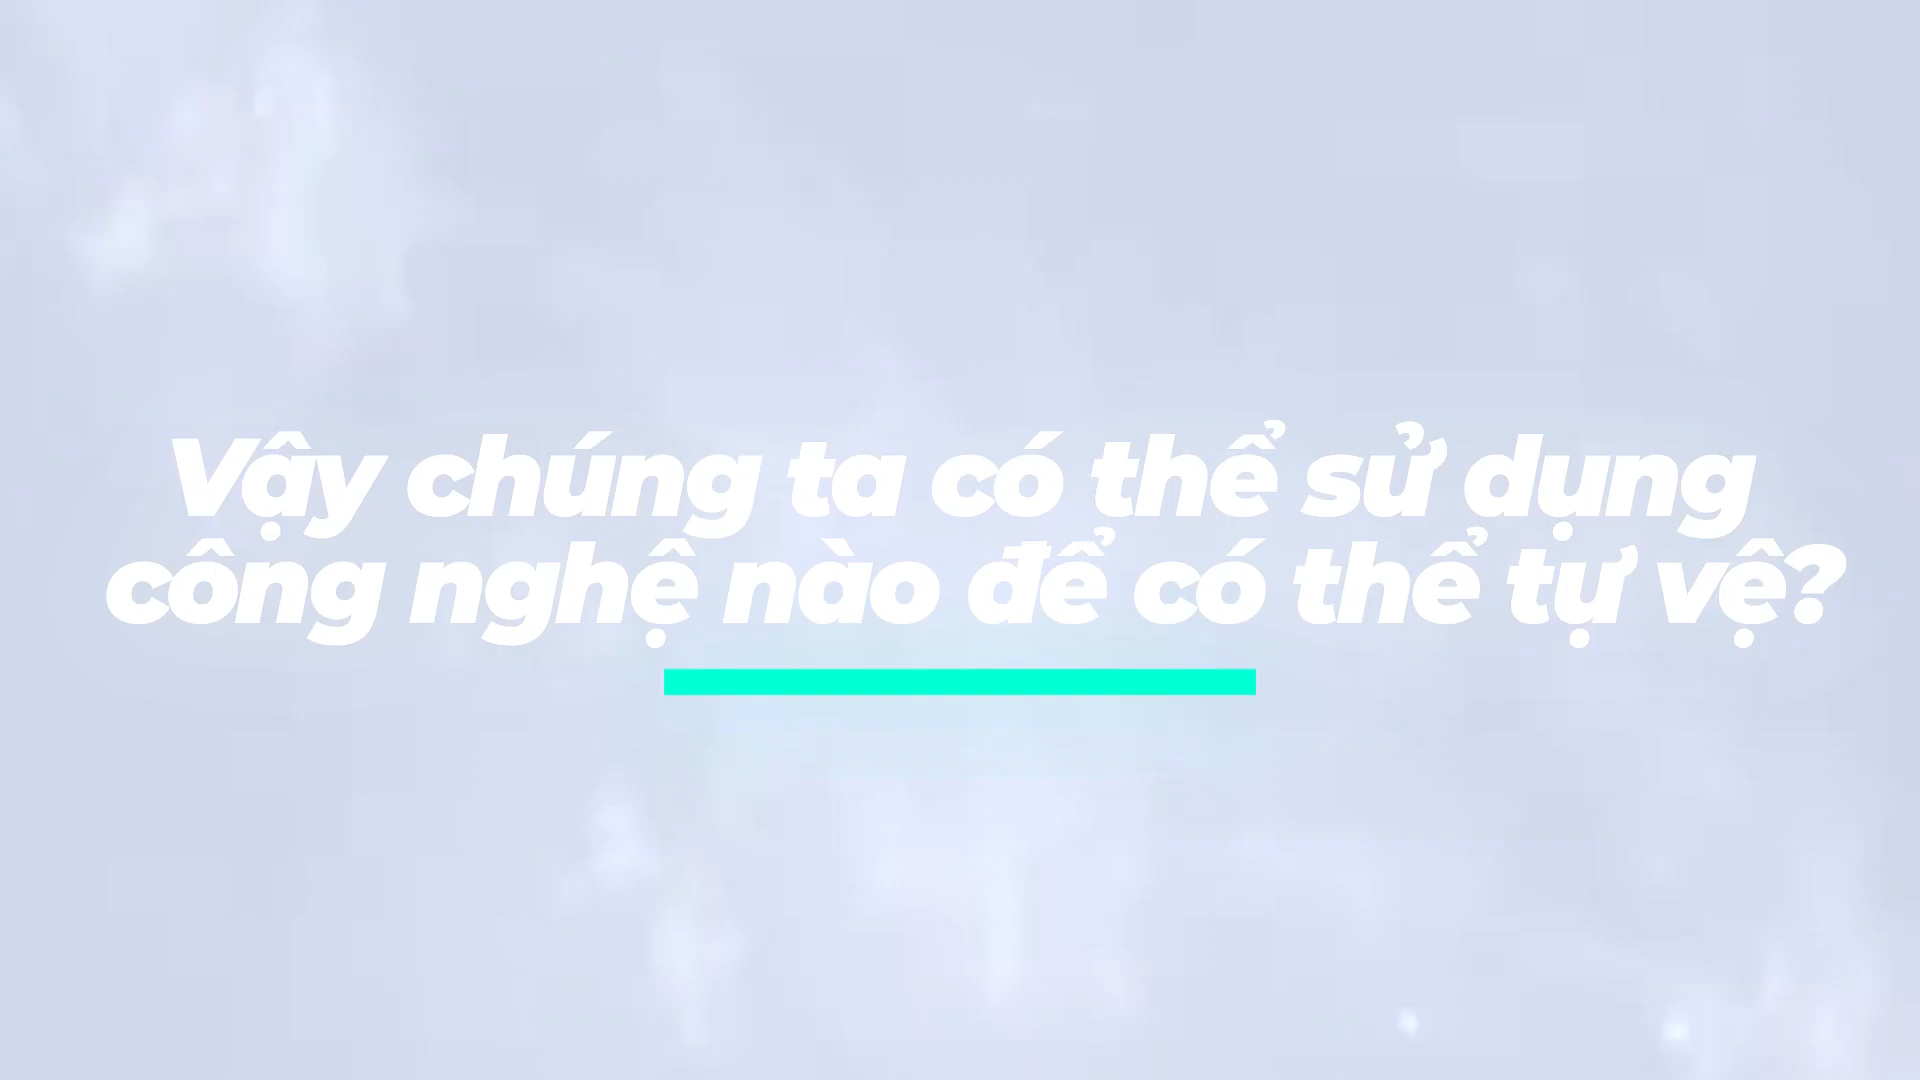 Vậy chúng ta có thể sử dụng
công nghệ nào để có thể tự vệ?